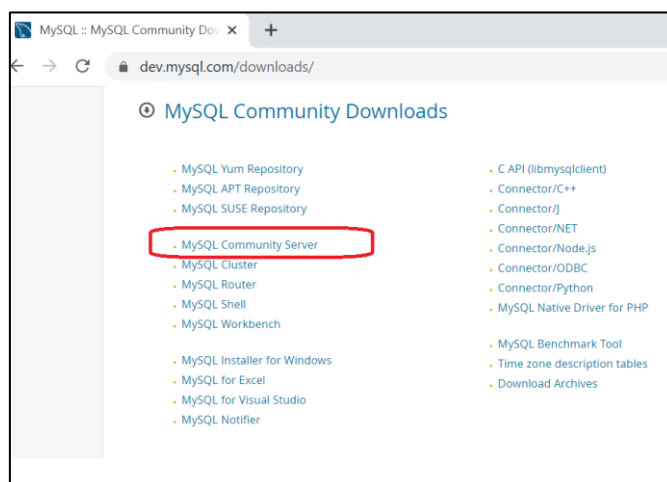 MySQL :: MySQL Community Do
dev.mysql.com/downloads/
MySQL Community Downloads
MySQL Yum Repository
MySQL APT Repository
MySQL SUSE Repository
MySQL Community Server
MySQL Cluster
MySQL Router
MySQL Shell
MySQL Workbench
MySQL Installer for Windows
MySQL for Excel
MySQL for Visual Studio
MySQL Notifier
C API (libmysqlclient)
Connector/C++
Connector/J
Connector/NET
Connector/Node.js
Connector/ODBC
Connector/Python
MySQL Native Driver for PHP
MySQL Benchmark Tool
Time zone description tables
Download Archives